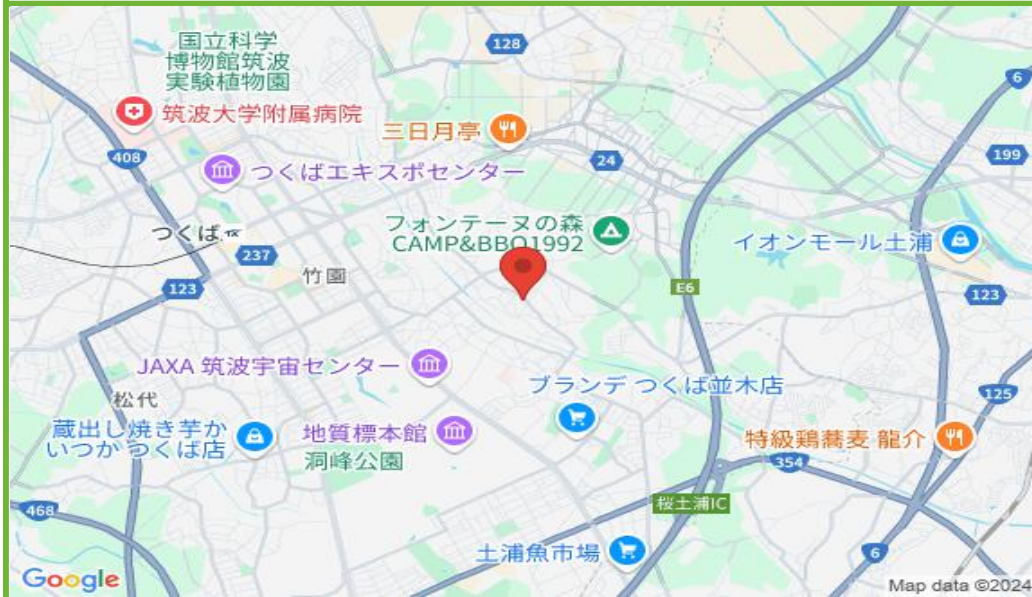 国立科学
博物館筑波
実験植物園
128
6
筑波大学附属病院
三日月亭
408
24
199
つくばエキスポセンター
フォンテーヌの森
CAMP&BBQ1992
つくば
イオンモール土浦
237
竹園
123
E6
123
JAXA 筑波宇宙センター
ブランデ つくば並木店
松代
125
蔵出し焼き芋か
いつか つくば店
地質標本館
洞峰公園
特級鶏蕎麦 龍介
354
468
桜土浦IC
土浦魚市場
6
Google
Map data ©2024